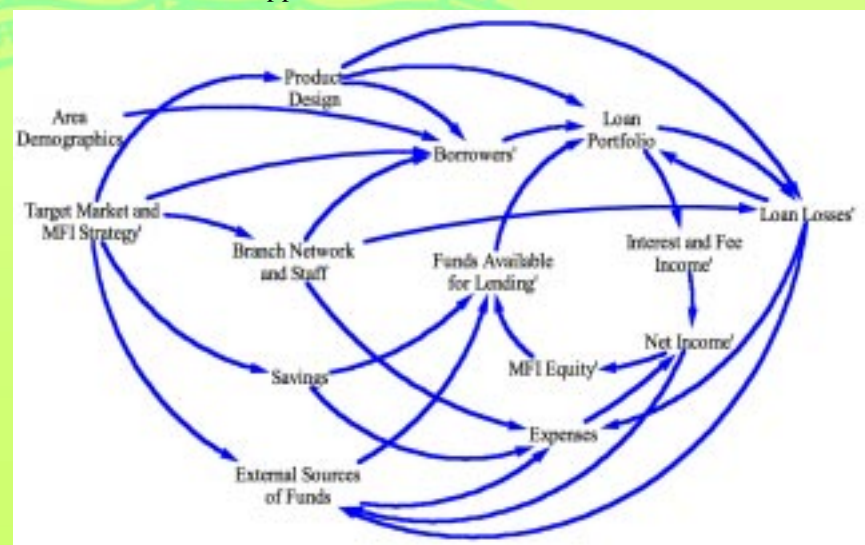 Product
Design
Area
Demographics
Loan
Portfolio
Borrowers'
Target Market and
MFI Strategy'
Loan Losses'
Branch Network
and Staff
Funds Available
for Lending'
Interest and Fee
Income'
Net Income'
MFI Equity'
Savings
Expenses
External Sources
of Funds